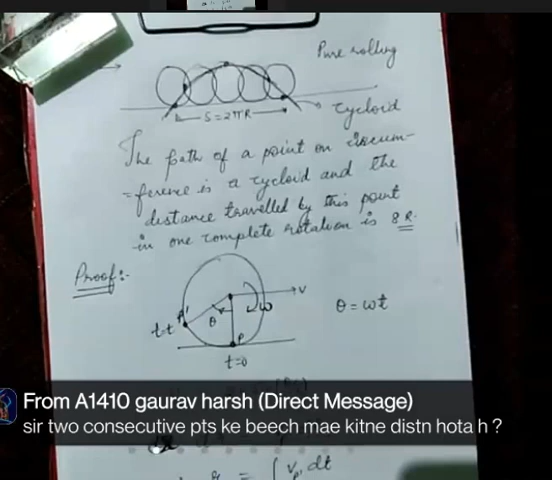 Pure rolling
S = 2πR
cycloid
The path of a point on circum-
-ference is a cycloid and the
distance travelled by this point
in one complete rotation is 8R.
Proof:-
P'
v
ω
θ
θ = ωt
t=t
P
t=0
From A1410 gaurav harsh (Direct Message)
sir two consecutive pts ke beech mae kitne distn hota h ?
= ∫ Vp' dt